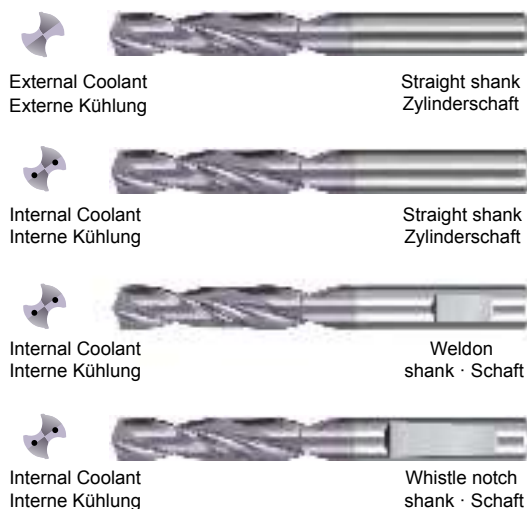 External Coolant
Externe Kühlung
Straight shank
Zylinderschaft
Internal Coolant
Interne Kühlung
Straight shank
Zylinderschaft
Internal Coolant
Interne Kühlung
Weldon
shank · Schaft
Internal Coolant
Interne Kühlung
Whistle notch
shank · Schaft